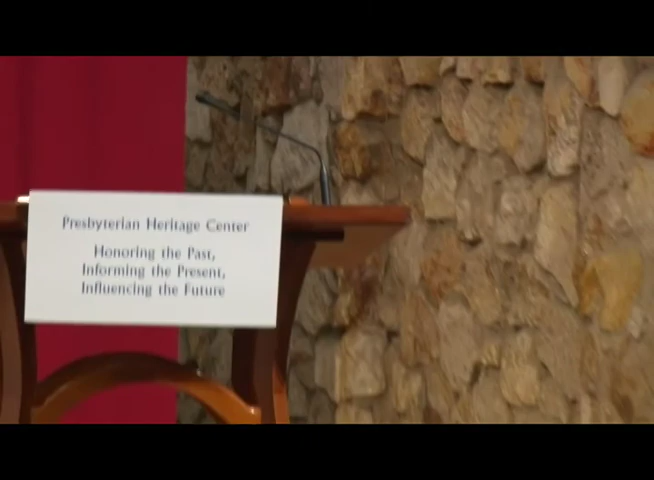 Presbyterian Heritage Center
Honoring the Past,
Informing the Present,
Influencing the Future